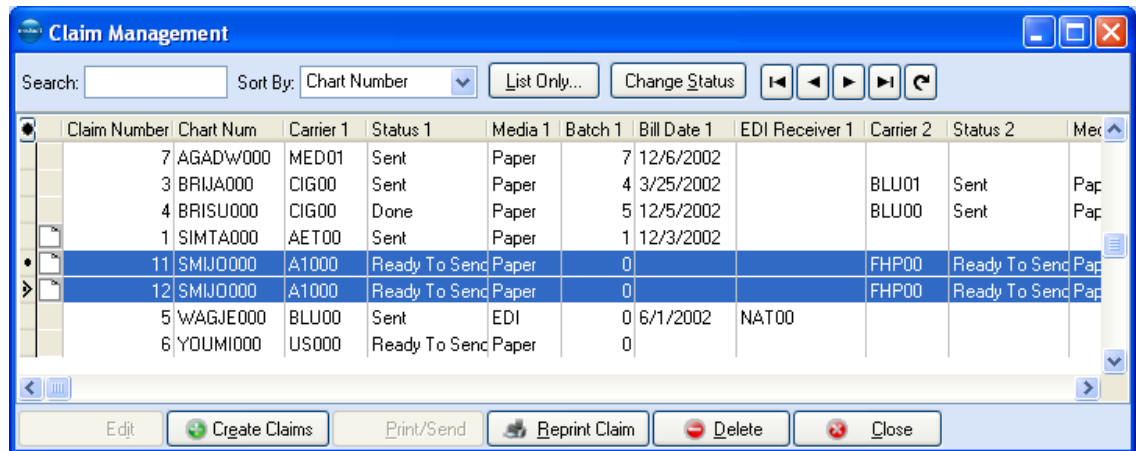 Claim Management
Search: Sort By: Chart Number List Only... Change Status
Claim Number Chart Num Carrier 1 Status 1 Media 1 Batch 1 Bill Date 1 EDI Receiver 1 Carrier 2 Status 2 Med
7 AGADW000 MED01 Sent Paper 7 12/6/2002
3 BRIJA000 CIG00 Sent Paper 4 3/25/2002 BLU01 Sent Pap
4 BRISU000 CIG00 Done Paper 5 12/5/2002 BLU00 Sent Pap
1 SIMTA000 AET00 Sent Paper 1 12/3/2002
11 SMIJO000 A1000 Ready To Send Paper 0 FHP00 Ready To Send Pap
12 SMIJO000 A1000 Ready To Send Paper 0 FHP00 Ready To Send Pap
5 WAGJE000 BLU00 Sent EDI 0 6/1/2002 NAT00
6 YOUMI000 US000 Ready To Send Paper 0
Edit Create Claims Print/Send Reprint Claim Delete Close